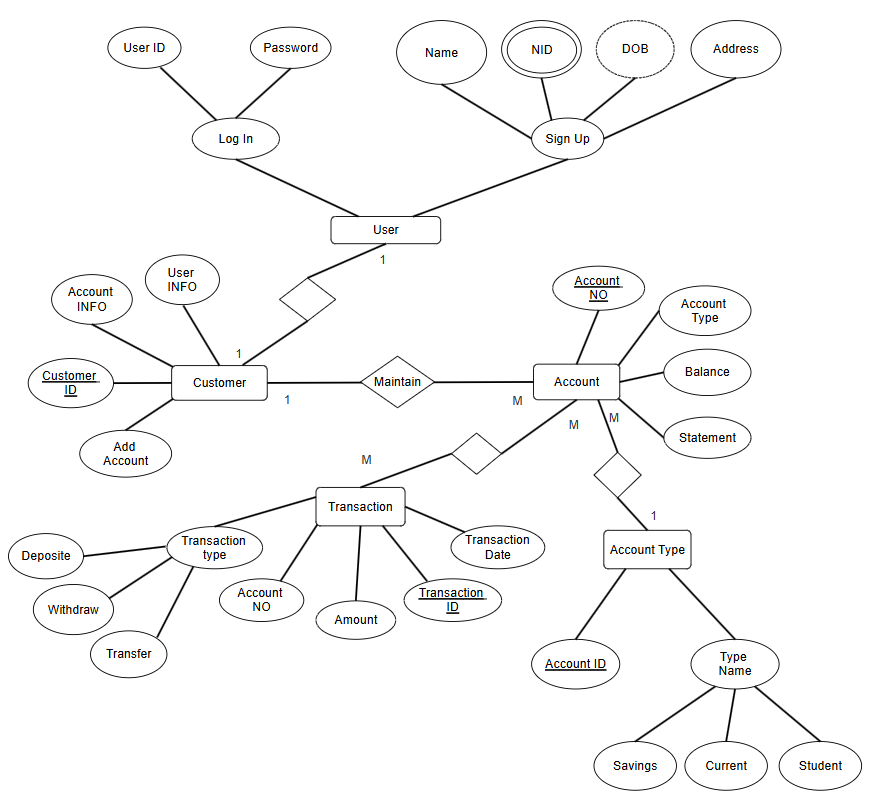 User ID
Password
Name
NID
DOB
Address
Log In
Sign Up
User
1
User
INFO
Account
INFO
Account
NO
Account
Type
1
Customer
ID
Customer
Maintain
Account
Balance
1
M
M
M
Add
Account
Statement
M
Transaction
1
Transaction
type
Transaction
Date
Account Type
Deposite
Account
NO
Transaction
ID
Withdraw
Amount
Transfer
Account ID
Type
Name
Savings
Current
Student